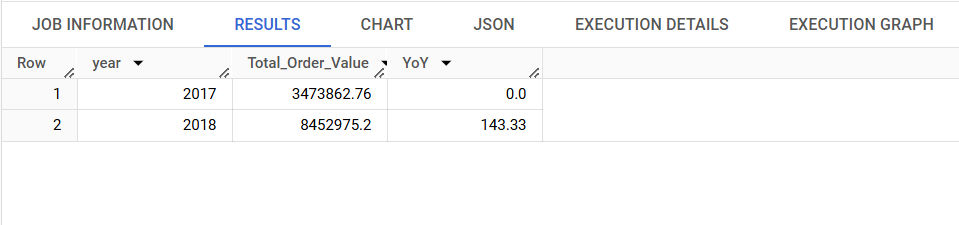 JOB INFORMATION RESULTS CHART JSON EXECUTION DETAILS EXECUTION GRAPH
Row year Total_Order_Value YoY
1 2017 3473862.76 0.0
2 2018 8452975.2 143.33